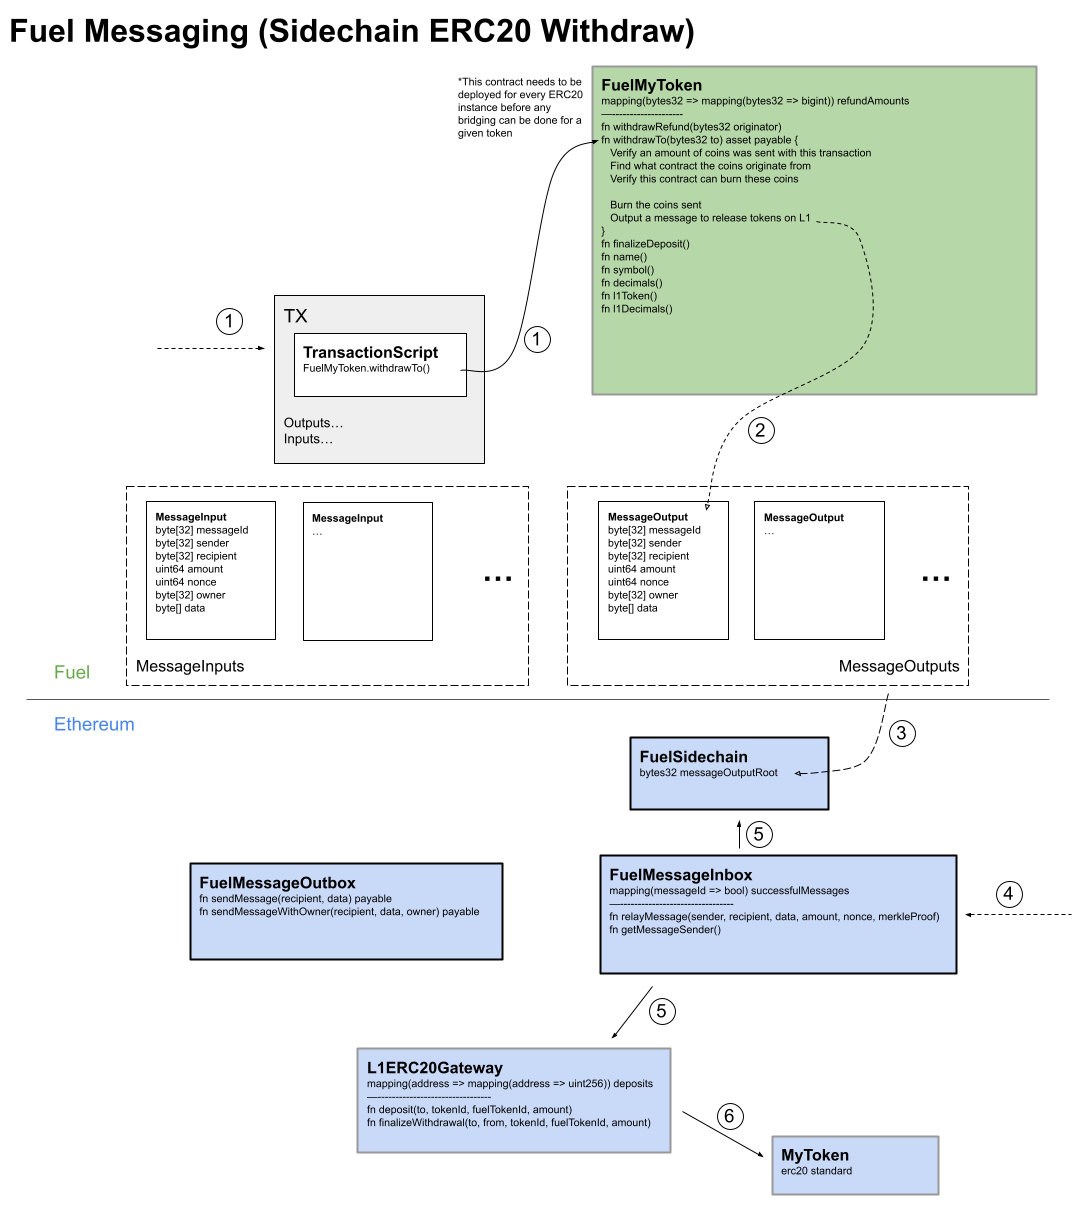 Fuel Messaging (Sidechain ERC20 Withdraw)
*This contract needs to be
deployed for every ERC20
instance before any
bridging can be done for a
given token
FuelMyToken
mapping(bytes32 => mapping(bytes32 => bigint)) refundAmounts
—--------------------
fn withdrawRefund(bytes32 originator)
fn withdrawTo(bytes32 to) asset payable {
Verify an amount of coins was sent with this transaction
Find what contract the coins originate from
Verify this contract can burn these coins
Burn the coins sent
Output a message to release tokens on L1
}
fn finalizeDeposit()
fn name()
fn symbol()
fn decimals()
fn l1Token()
fn l1Decimals()
1
TX
TransactionScript
FuelMyToken.withdrawTo()
Outputs…
Inputs…
1
2
MessageInput
byte[32] messageId
byte[32] sender
byte[32] recipient
uint64 amount
uint64 nonce
byte[32] owner
byte[] data
MessageInput
…
...
MessageInputs
MessageOutput
byte[32] messageId
byte[32] sender
byte[32] recipient
uint64 amount
uint64 nonce
byte[32] owner
byte[] data
MessageOutput
…
...
MessageOutputs
Fuel
Ethereum
3
FuelSidechain
bytes32 messageOutputRoot
5
FuelMessageOutbox
fn sendMessage(recipient, data) payable
fn sendMessageWithOwner(recipient, data, owner) payable
FuelMessageInbox
mapping(messageId => bool) successfulMessages
—--------------------------------
fn relayMessage(sender, recipient, data, amount, nonce, merkleProof)
fn getMessageSender()
4
5
L1ERC20Gateway
mapping(address => mapping(address => uint256)) deposits
—--------------------------------
fn deposit(to, tokenId, fuelTokenId, amount)
fn finalizeWithdrawal(to, from, tokenId, fuelTokenId, amount)
6
MyToken
erc20 standard